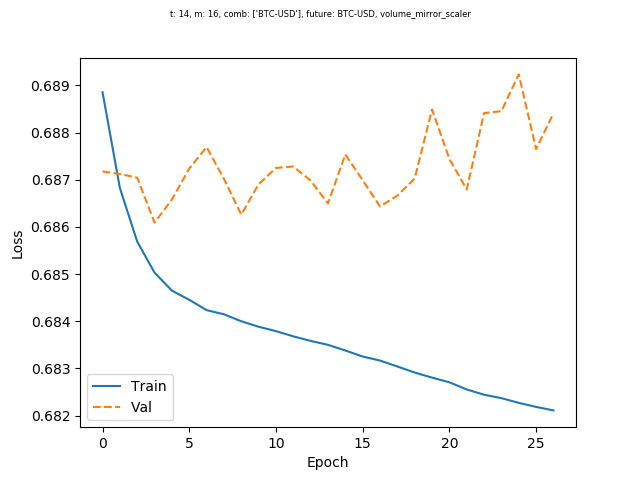 t: 14, m: 16, comb: ['BTC-USD'], future: BTC-USD, volume_mirror_scaler
0.689
0.688
0.687
0.686
0.685
0.684
0.683
0.682
Loss
Train
Val
0 5 10 15 20 25
Epoch